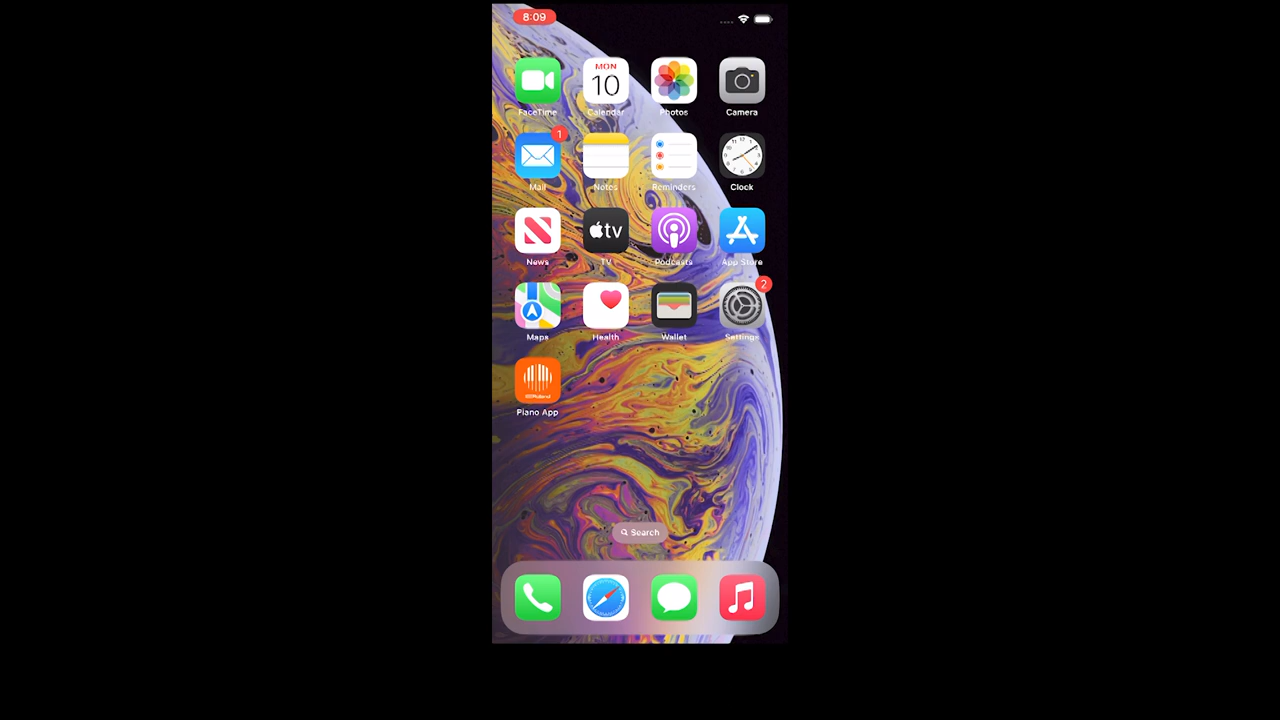 8:09
MON
10
FaceTime
Calendar
Photos
Camera
1
Mail
Notes
Reminders
Clock
tv
News
TV
Podcasts
App Store
2
Maps
Health
Wallet
Settings
Roland
Piano App
Search